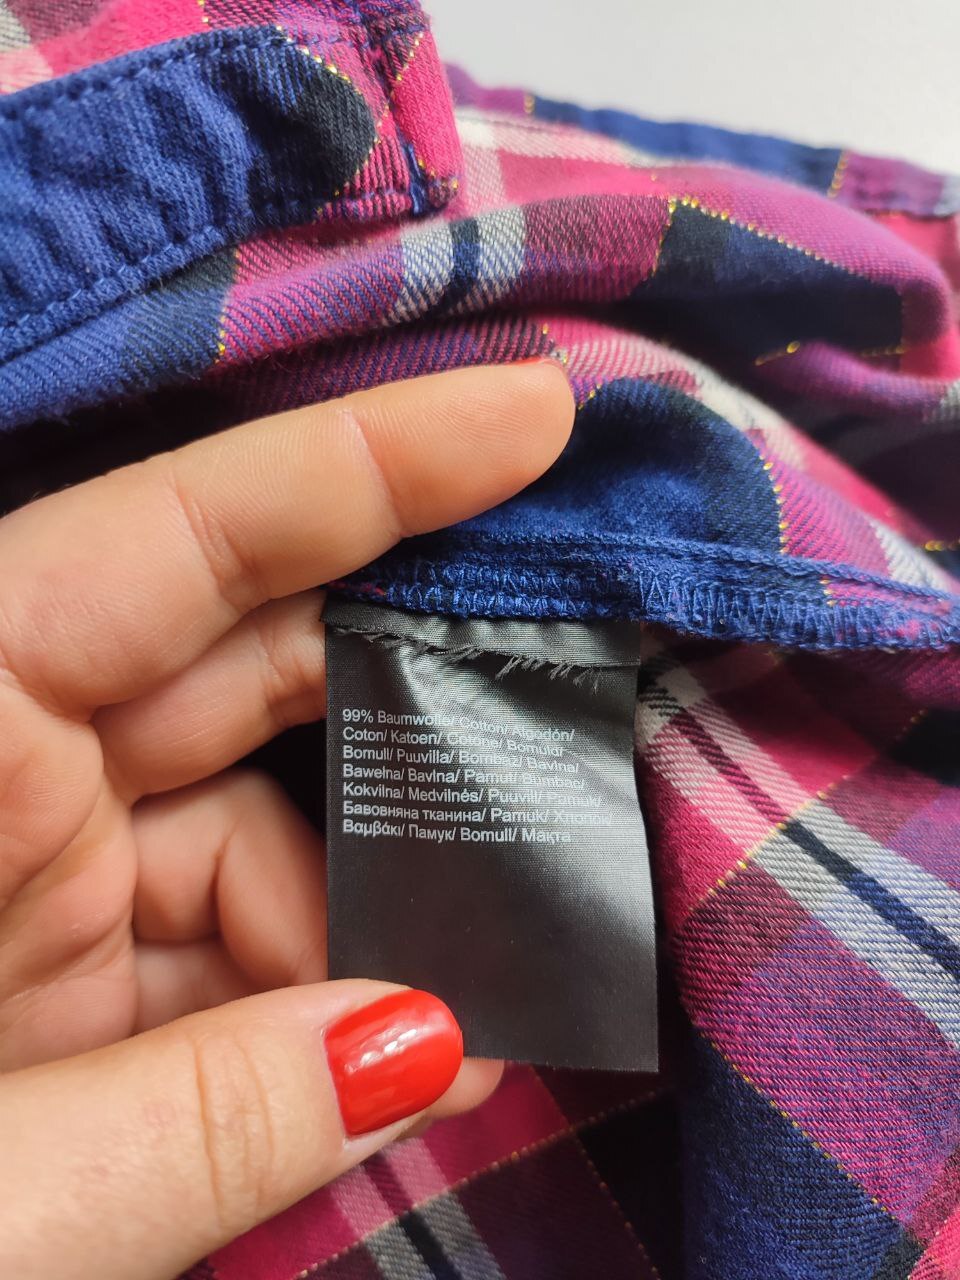 99% Baumwolle/ Cotton/ Algodón/
Coton/ Katoen/ Cotone/ Bomuld/
Bomull/ Puuvilla/ Bombaž/ Bavlna/
Bawełna/ Bavlna/ Pamut/ Bumbac/
Kokvilna/ Medvilnės/ Puuvill/ Pamuk/
Бавовняна тканина/ Pamuk/ Хлопок/
Βαμβάκι/ Памук/ Bomull/ Мақта